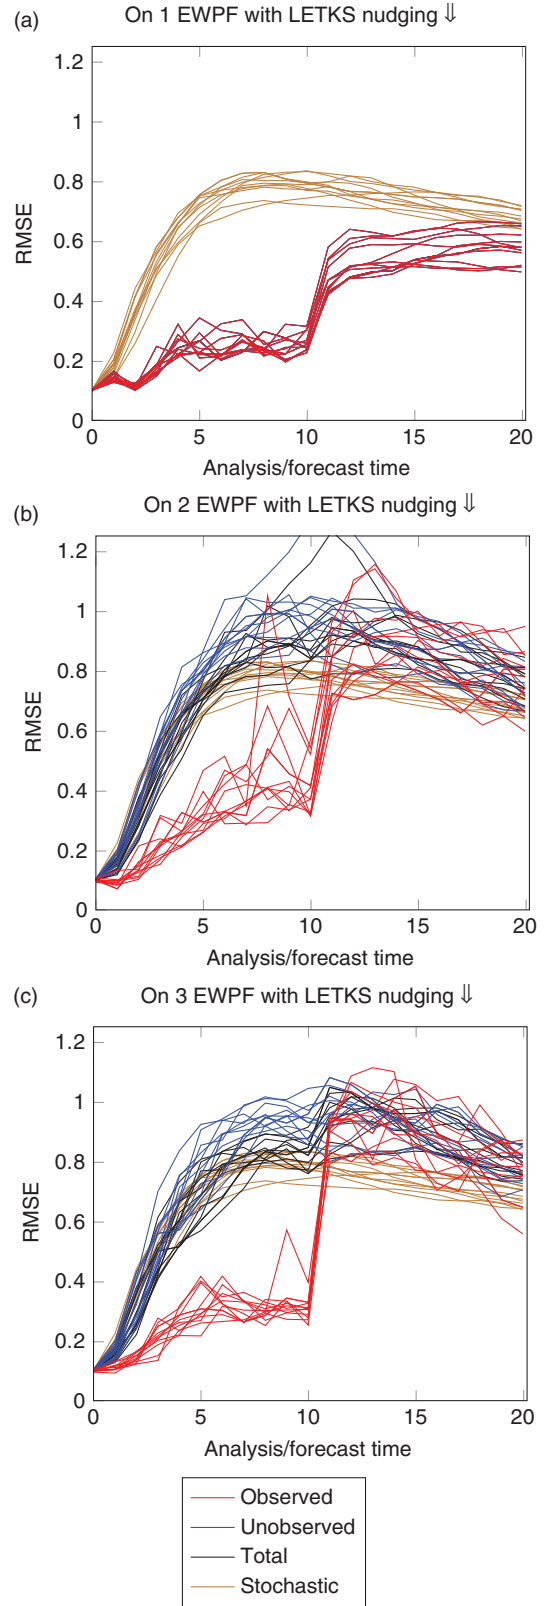 (a)
On 1 EWPF with LETKS nudging ⇓
1.2
1
0.8
0.6
0.4
0.2
0
RMSE
0 5 10 15 20
Analysis/forecast time
(b)
On 2 EWPF with LETKS nudging ⇓
1.2
1
0.8
0.6
0.4
0.2
0
RMSE
0 5 10 15 20
Analysis/forecast time
(c)
On 3 EWPF with LETKS nudging ⇓
1.2
1
0.8
0.6
0.4
0.2
0
RMSE
0 5 10 15 20
Analysis/forecast time
Observed
Unobserved
Total
Stochastic